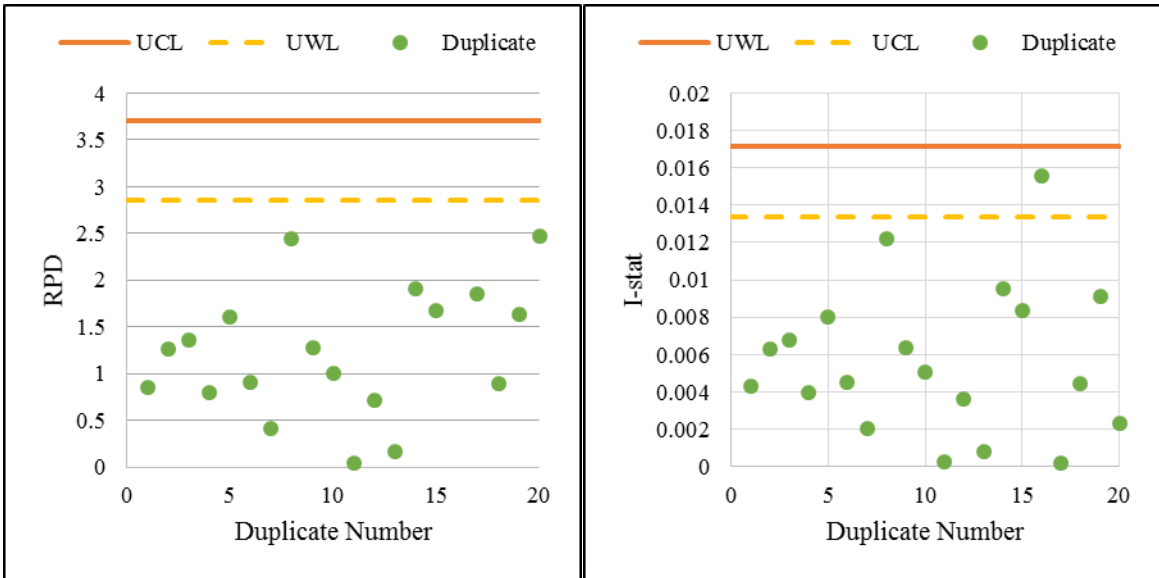 UCL UWL Duplicate
4
3.5
3
2.5
2
1.5
1
0.5
0
RPD
0 5 10 15 20
Duplicate Number
UWL UCL Duplicate
0.02
0.018
0.016
0.014
0.012
0.01
0.008
0.006
0.004
0.002
0
I-stat
0 5 10 15 20
Duplicate Number